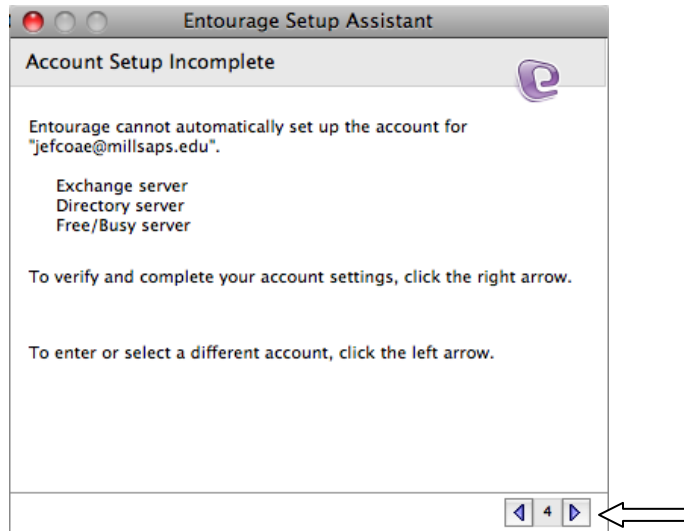 Entourage Setup Assistant
Account Setup Incomplete
Entourage cannot automatically set up the account for
"jefcoae@millsaps.edu".
Exchange server
Directory server
Free/Busy server
To verify and complete your account settings, click the right arrow.
To enter or select a different account, click the left arrow.
4